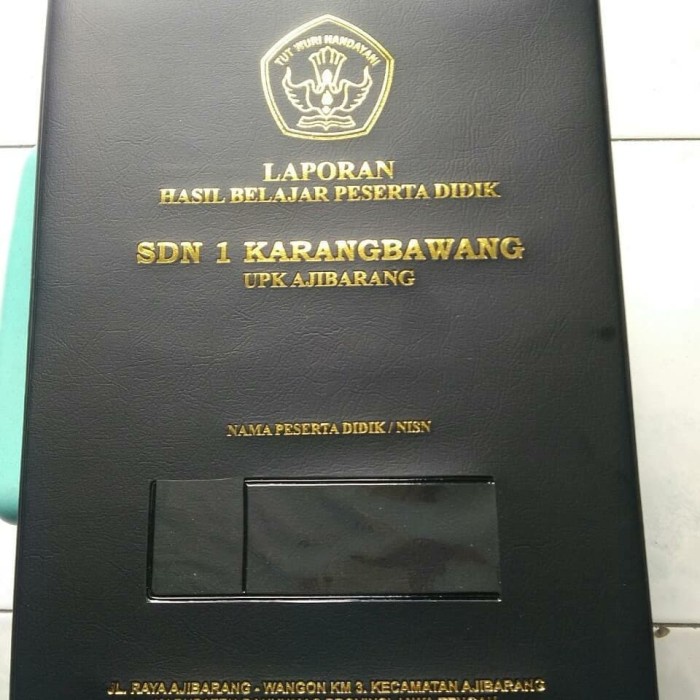 TUT WURI HANDAYANI
LAPORAN
HASIL BELAJAR PESERTA DIDIK
SDN 1 KARANGBAWANG
UPK AJIBARANG
NAMA PESERTA DIDIK / NISN
JL. RAYA AJIBARANG - WANGON KM 3. KECAMATAN AJIBARANG